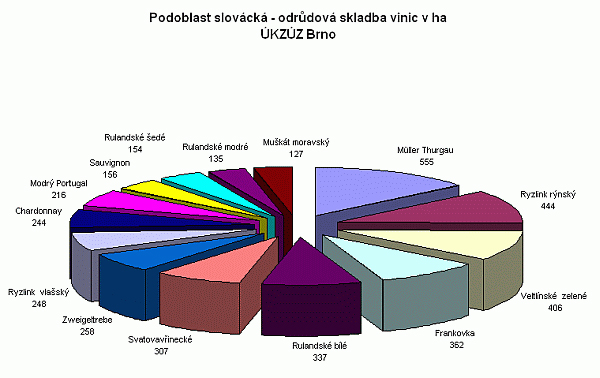 Podoblast slovácká - odrůdová skladba vinic v ha
ÚKZÚZ Brno
Müller Thurgau
555
Ryzlink rýnský
444
Veltlínské zelené
406
Frankovka
362
Rulandské bílé
337
Svatovavřinecké
307
Zweigeltrebe
258
Ryzlink vlašský
248
Chardonnay
244
Modrý Portugal
216
Sauvignon
156
Rulandské šedé
154
Rulandské modré
135
Muškát moravský
127